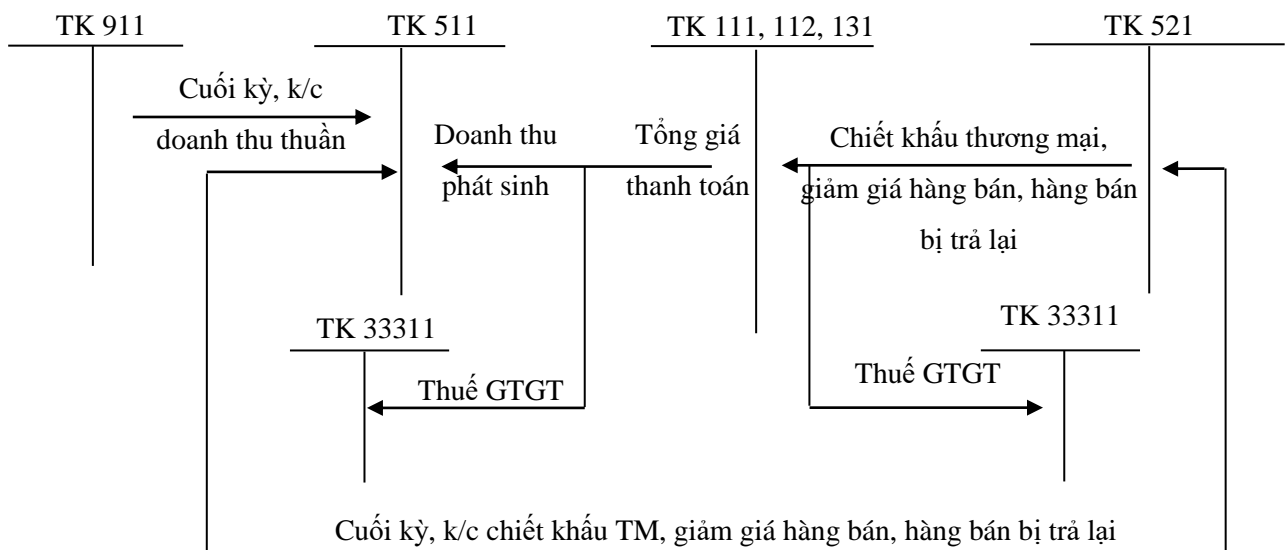 TK 911
TK 511
TK 111, 112, 131
TK 521
Cuối kỳ, k/c
doanh thu thuần
Doanh thu
phát sinh
Tổng giá
thanh toán
Chiết khấu thương mại,
giảm giá hàng bán, hàng bán
bị trả lại
TK 33311
TK 33311
Thuế GTGT
Thuế GTGT
Cuối kỳ, k/c chiết khấu TM, giảm giá hàng bán, hàng bán bị trả lại